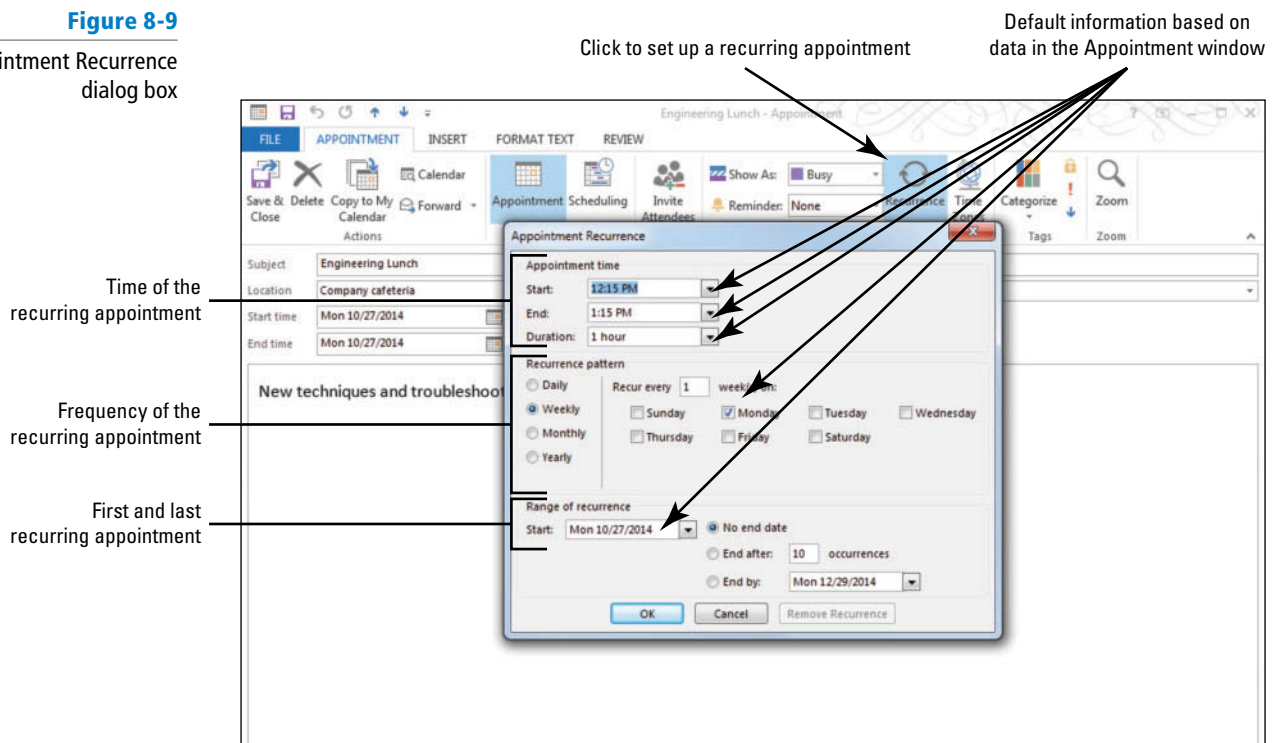 Figure 8-9
intment Recurrence
dialog box
Click to set up a recurring appointment
Default information based on
data in the Appointment window
Engineering Lunch - Appointment
?
FILE APPOINTMENT INSERT FORMAT TEXT REVIEW
Save & Close
Delete
Copy to My Calendar
Calendar
Forward
Actions
Appointment
Scheduling
Invite Attendees
Show As: Busy
Reminder: None
Recurrence
Time Zones
Categorize
Tags
Zoom
Zoom
Subject Engineering Lunch
Location Company cafeteria
Start time Mon 10/27/2014
End time Mon 10/27/2014
New techniques and troubleshoot
Time of the
recurring appointment
Frequency of the
recurring appointment
First and last
recurring appointment
Appointment Recurrence
Appointment time
Start: 12:15 PM
End: 1:15 PM
Duration: 1 hour
Recurrence pattern
Daily
Weekly
Monthly
Yearly
Recur every 1 week(s) on:
Sunday Monday Tuesday Wednesday
Thursday Friday Saturday
Range of recurrence
Start: Mon 10/27/2014
No end date
End after: 10 occurrences
End by: Mon 12/29/2014
OK Cancel Remove Recurrence